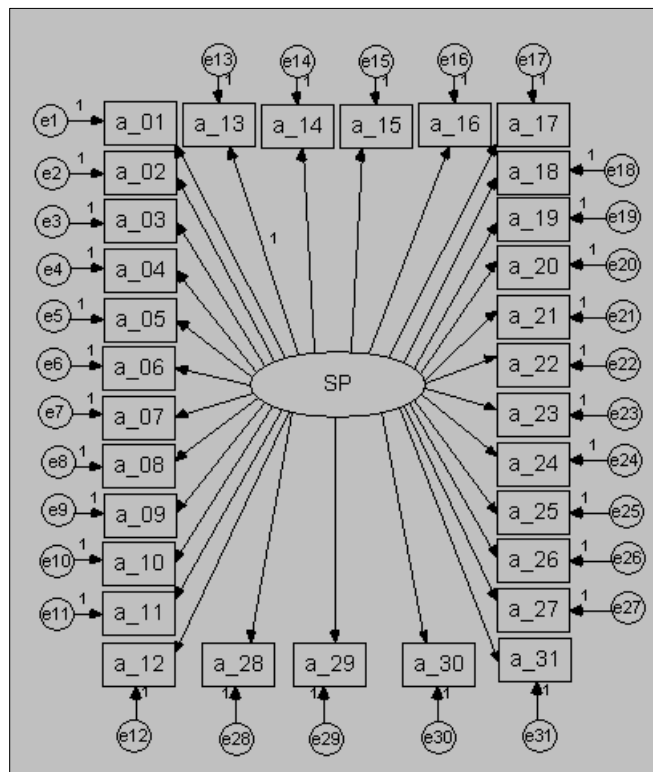 e13 e14 e15 e16 e17
1 1 1 1 1
e1 1 a_01 a_13 a_14 a_15 a_16 a_17
e2 1 a_02 a_18 1 e18
e3 1 a_03 a_19 1 e19
1
e4 1 a_04 a_20 1 e20
e5 1 a_05 a_21 1 e21
e6 1 a_06 a_22 1 e22
SP
e7 1 a_07 a_23 1 e23
e8 1 a_08 a_24 1 e24
e9 1 a_09 a_25 1 e25
e10 1 a_10 a_26 1 e26
e11 1 a_11 a_27 1 e27
a_12 a_28 a_29 a_30 a_31
1 1 1 1 1
e12 e28 e29 e30 e31